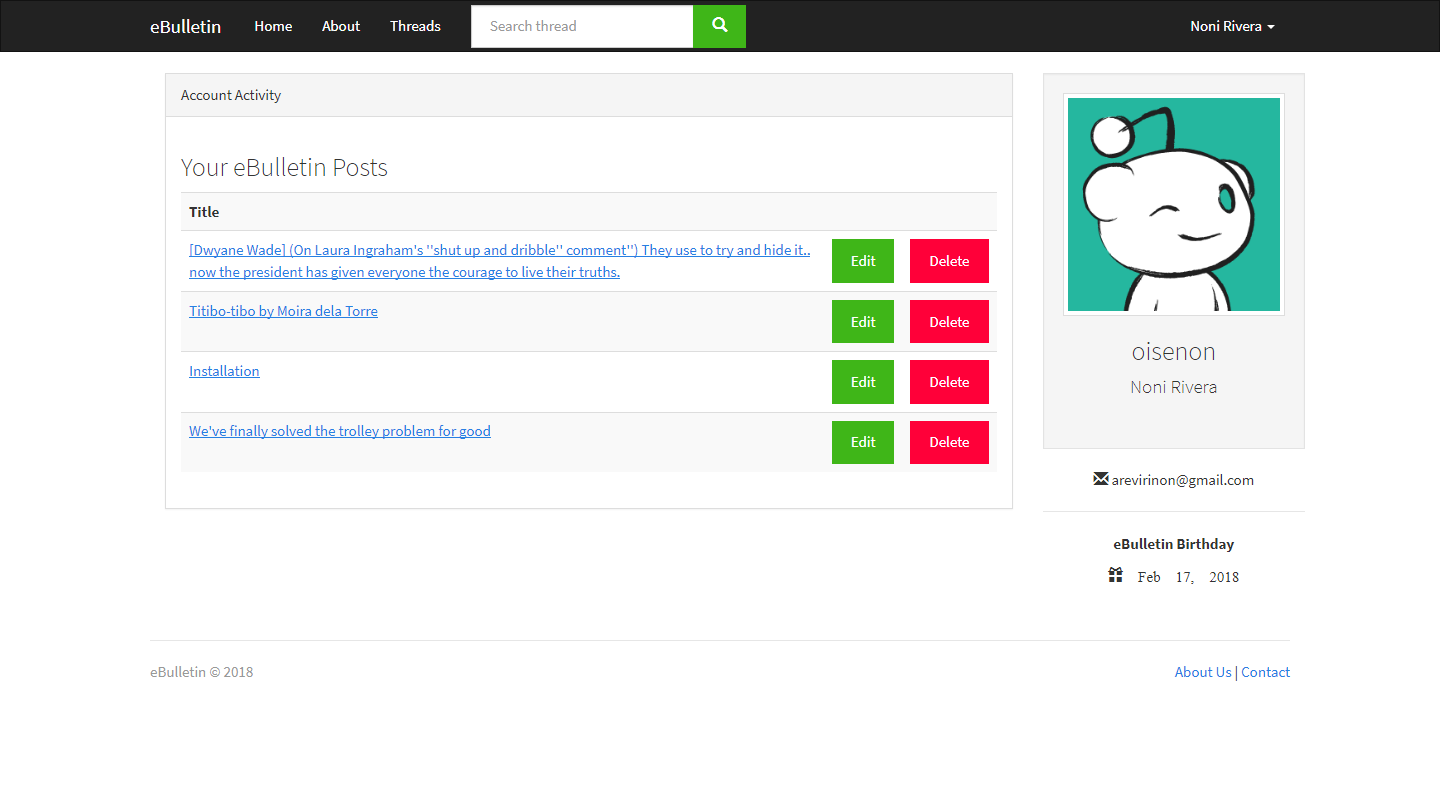 eBulletin Home About Threads Search thread Noni Rivera
Account Activity
Your eBulletin Posts
Title
[Dwyane Wade] (On Laura Ingraham's ''shut up and dribble'' comment'') They use to try and hide it..
now the president has given everyone the courage to live their truths.
Edit Delete
Titibo-tibo by Moira dela Torre
Edit Delete
Installation
Edit Delete
We've finally solved the trolley problem for good
Edit Delete
oisenon
Noni Rivera
arevirinon@gmail.com
eBulletin Birthday
Feb 17, 2018
eBulletin © 2018
About Us | Contact